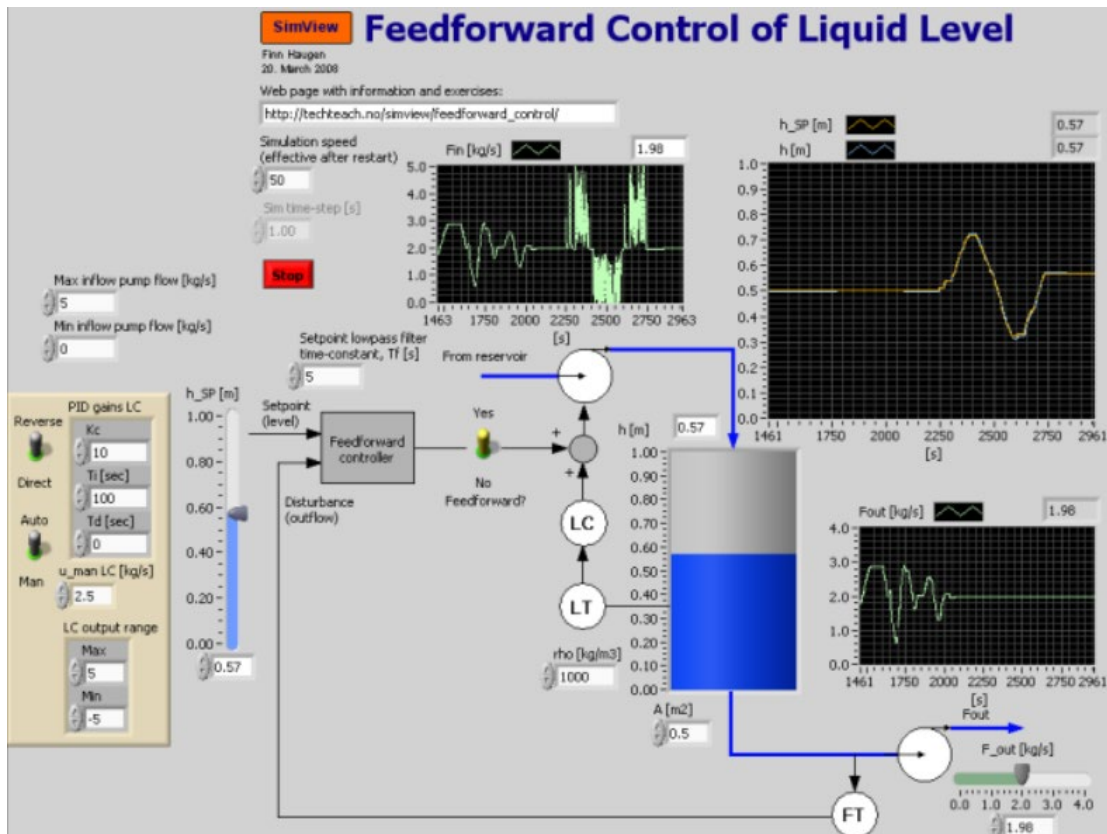 SimView
Feedforward Control of Liquid Level
Finn Haugen
20. March 2008
Web page with information and exercises:
http://techteach.no/simview/feedforward_control/
Simulation speed
(effective after restart)
50
Sim time-step [s]
1.00
Stop
Fin [kg/s]
1.98
5.0
4.0
3.0
2.0
1.0
0.0
1463
1750
2000
2500
2963
[s]
h_SP [m]
0.57
h [m]
0.57
1.0
0.9
0.8
0.7
0.6
0.5
0.4
0.3
0.2
0.1
0.0
1461
1750
2000
2500
2750
2961
[s]
Max inflow pump flow [kg/s]
5
Min inflow pump flow [kg/s]
0
Setpoint lowpass filter
time-constant, Tf [s]
5
From reservoir
PID gains LC
Reverse
Direct
Kc
10
Ti [sec]
100
Td [sec]
0
Auto
Man
u_man LC [kg/s]
2.5
LC output range
Max
5
Min
-5
h_SP [m]
1.00
0.80
0.60
0.40
0.20
0.00
0.57
Setpoint
(level)
Feedforward
controller
Disturbance
(outflow)
Yes
No
Feedforward?
+
+
LC
LT
h [m]
0.57
1.00
0.90
0.80
0.70
0.60
0.50
0.40
0.30
0.20
0.10
0.00
rho [kg/m3]
1000
A [m2]
0.5
Fout [kg/s]
1.98
4.0
3.0
2.0
1.0
0.0
1461
1750
2000
2500
2961
[s]
Fout
F_out [kg/s]
0.0
1.0
2.0
3.0
4.0
1.98
FT